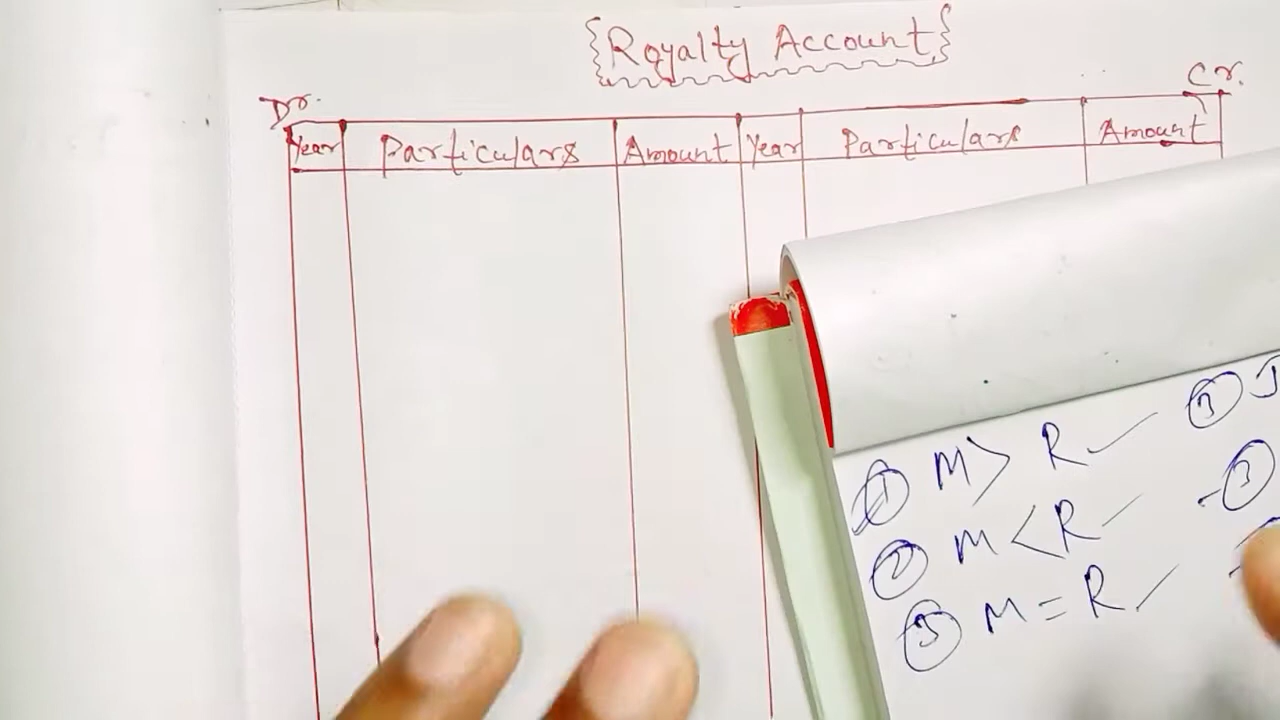 Royalty Account
Dr. Cr.
Year Particulars Amount Year Particulars Amount
① M > R ✓
② M < R ✓
③ M = R ✓